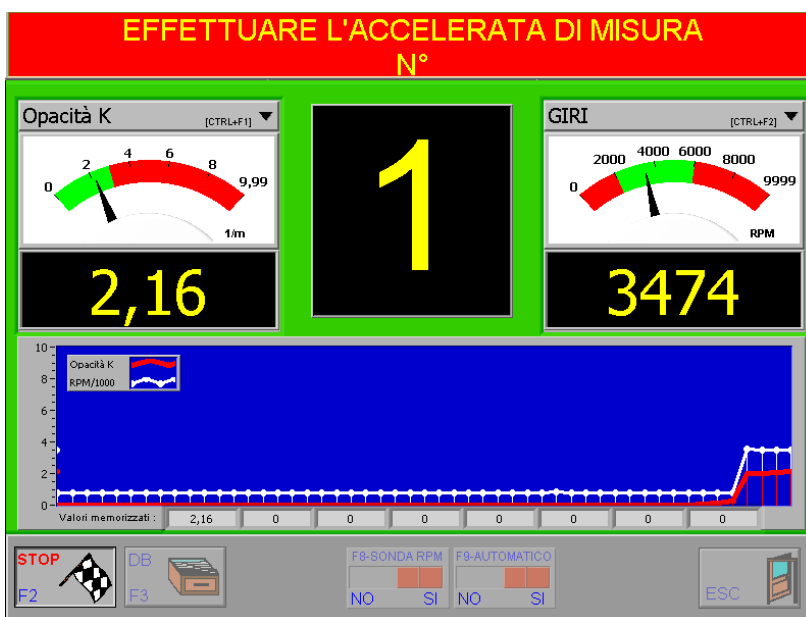 EFFETTUARE L'ACCELERATA DI MISURA
N°
Opacità K [CTRL+F1]
0 2 4 6 8 9,99
1/m
2,16
1
GIRI [CTRL+F2]
0 2000 4000 6000 8000 9999
RPM
3474
10
8
6
4
2
0
Opacità K
RPM/1000
Valori memorizzati : 2,16 0 0 0 0 0 0 0
STOP
F2
DB
F3
F8-SONDA RPM
NO SI
F9-AUTOMATICO
NO SI
ESC